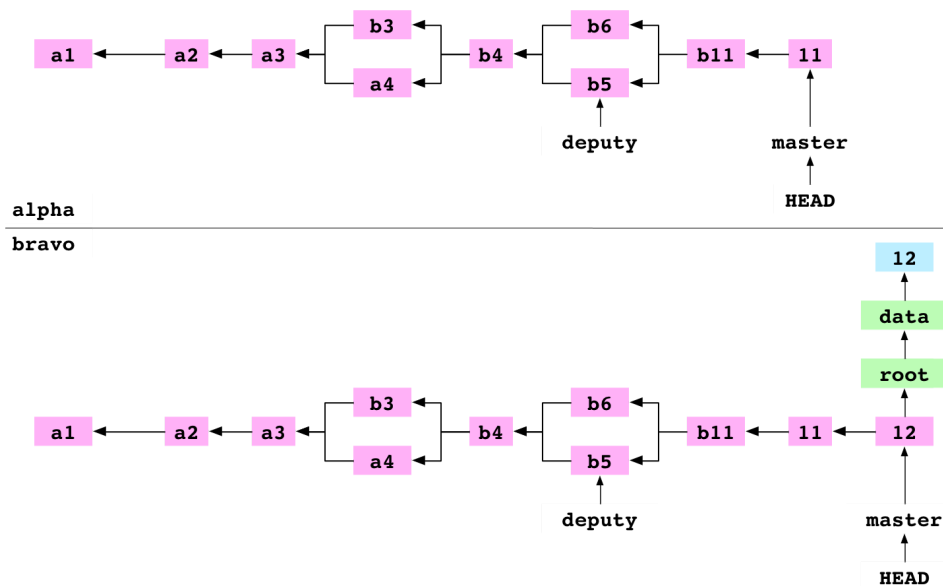 b3 b6
a1 a2 a3 b4 b11 11
a4 b5
deputy master
HEAD
alpha
bravo
12
data
root
b3 b6
a1 a2 a3 b4 b11 11 12
a4 b5
deputy master
HEAD